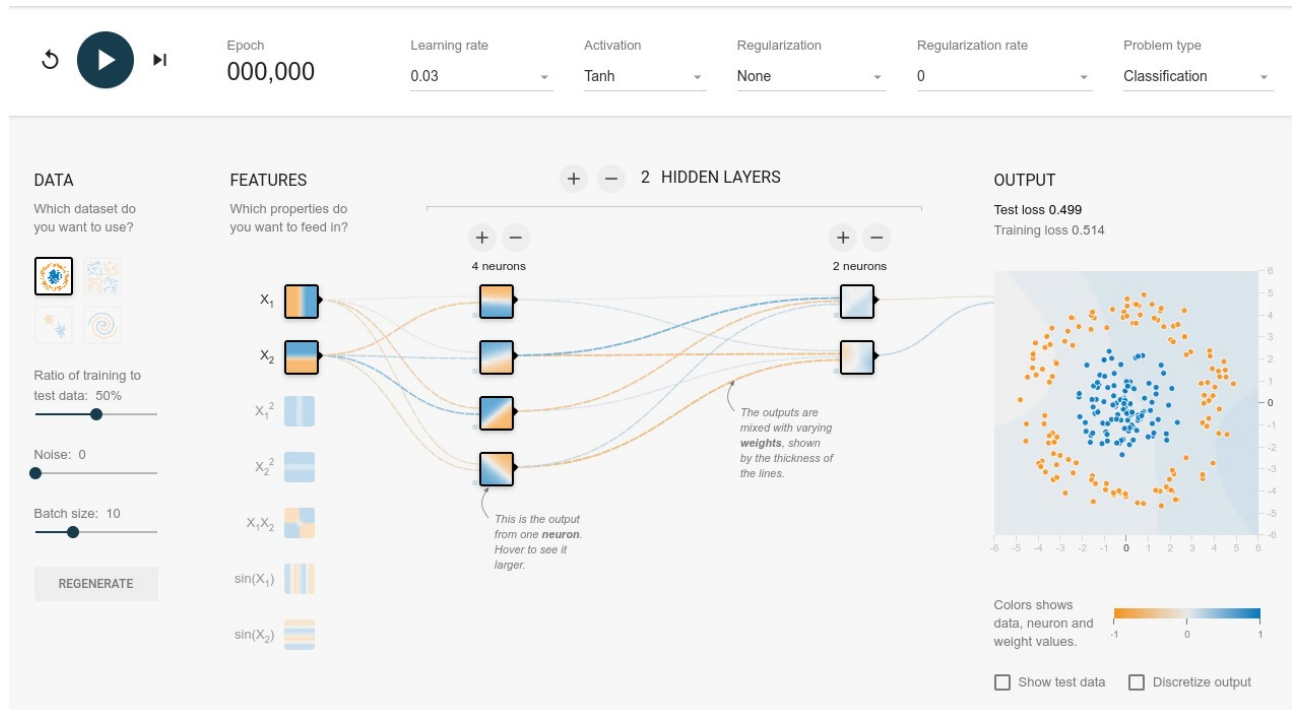 Epoch
000,000
Learning rate
0.03
Activation
Tanh
Regularization
None
Regularization rate
0
Problem type
Classification
DATA
Which dataset do
you want to use?
Ratio of training to
test data: 50%
Noise: 0
Batch size: 10
REGENERATE
FEATURES
Which properties do
you want to feed in?
X₁
X₂
X₁²
X₂²
X₁X₂
sin(X₁)
sin(X₂)
+ − 2 HIDDEN LAYERS
+ −
4 neurons
+ −
2 neurons
This is the output
from one neuron.
Hover to see it
larger.
The outputs are
mixed with varying
weights, shown
by the thickness of
the lines.
OUTPUT
Test loss 0.499
Training loss 0.514
6
5
4
3
2
1
0
-1
-2
-3
-4
-5
-6
-6 -5 -4 -3 -2 -1 0 1 2 3 4 5 6
Colors shows
data, neuron and
weight values.
-1 0 1
Show test data
Discretize output